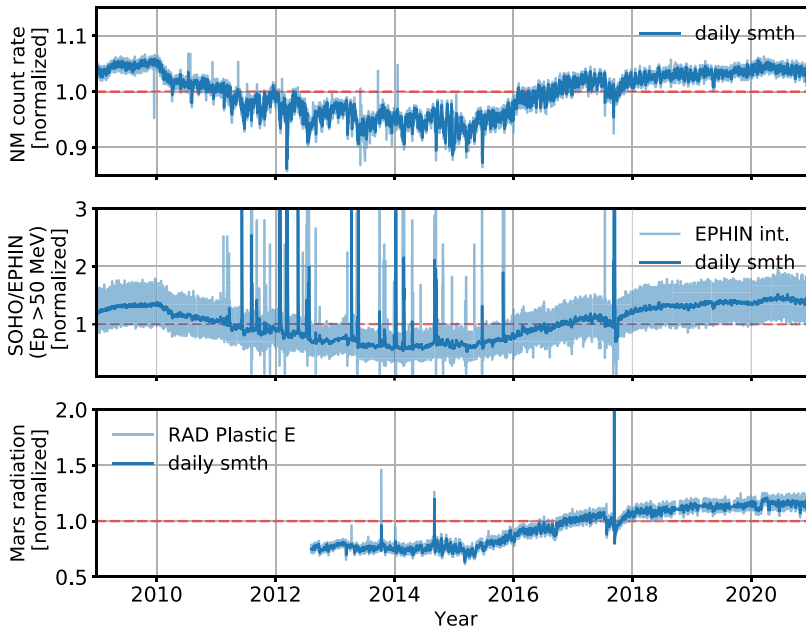 NM count rate
[normalized]
1.1
1.0
0.9
daily smth
SOHO/EPHIN
(Ep >50 MeV)
[normalized]
3
2
1
EPHIN int.
daily smth
Mars radiation
[normalized]
2.0
1.5
1.0
0.5
RAD Plastic E
daily smth
2010 2012 2014 2016 2018 2020
Year